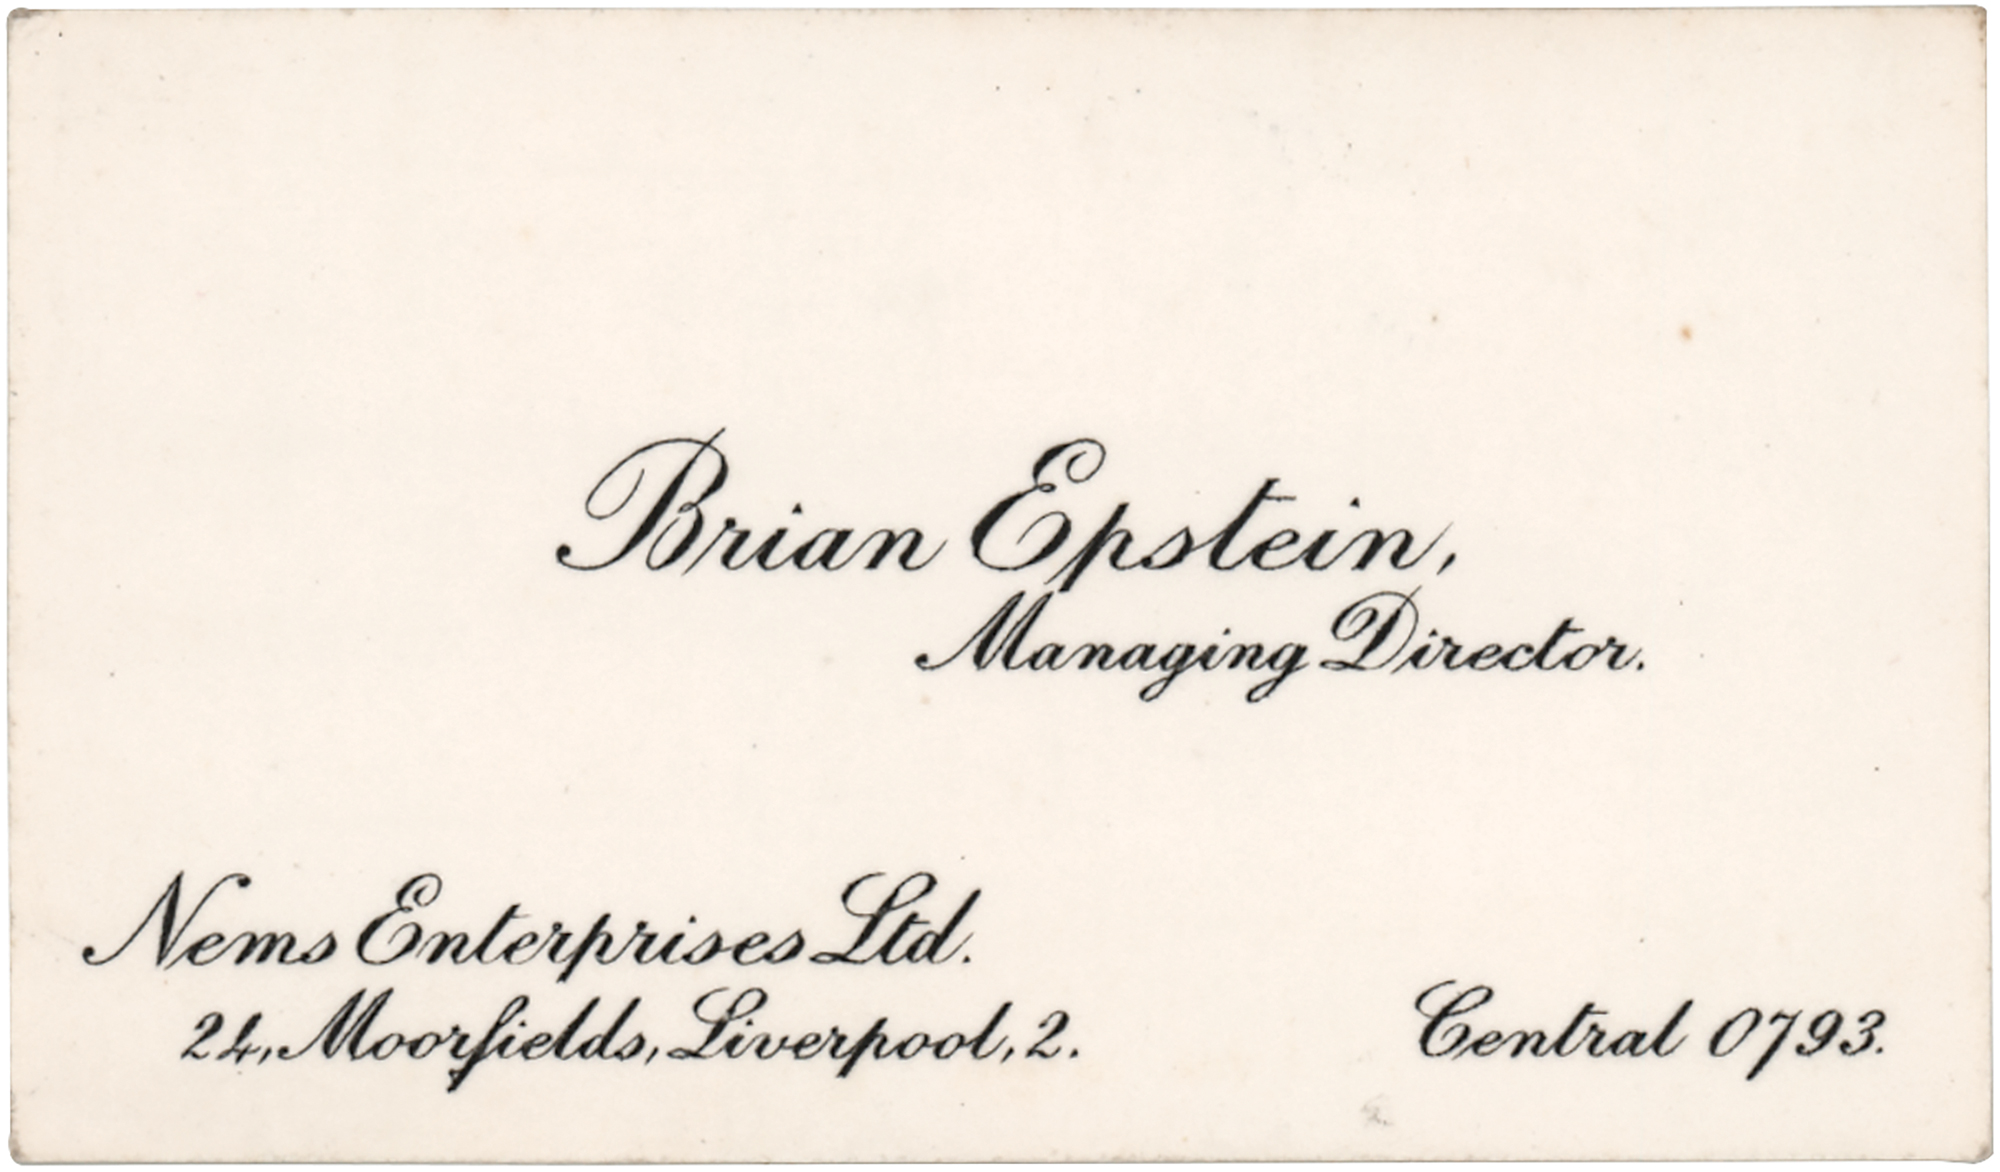 Brian Epstein,
Managing Director.
Nems Enterprises Ltd.
24, Moorfields, Liverpool, 2.
Central 0793.